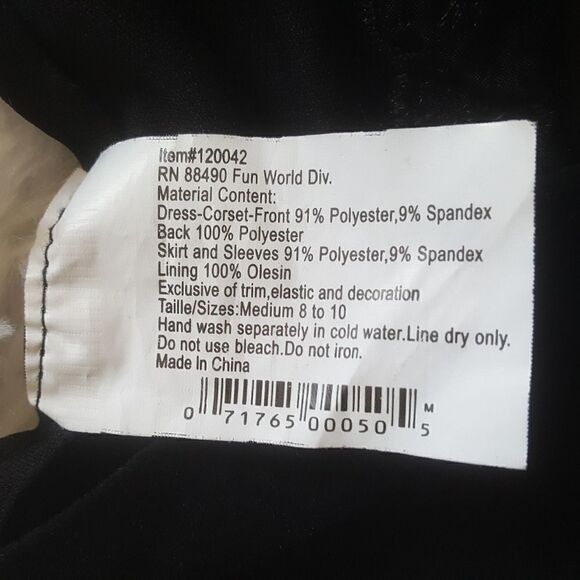 Item#120042
RN 88490 Fun World Div.
Material Content:
Dress-Corset-Front 91% Polyester,9% Spandex
Back 100% Polyester
Skirt and Sleeves 91% Polyester,9% Spandex
Lining 100% Olesin
Exclusive of trim,elastic and decoration
Taille/Sizes:Medium 8 to 10
Hand wash separately in cold water.Line dry only.
Do not use bleach.Do not iron.
Made In China
M
0 71765 00050 5